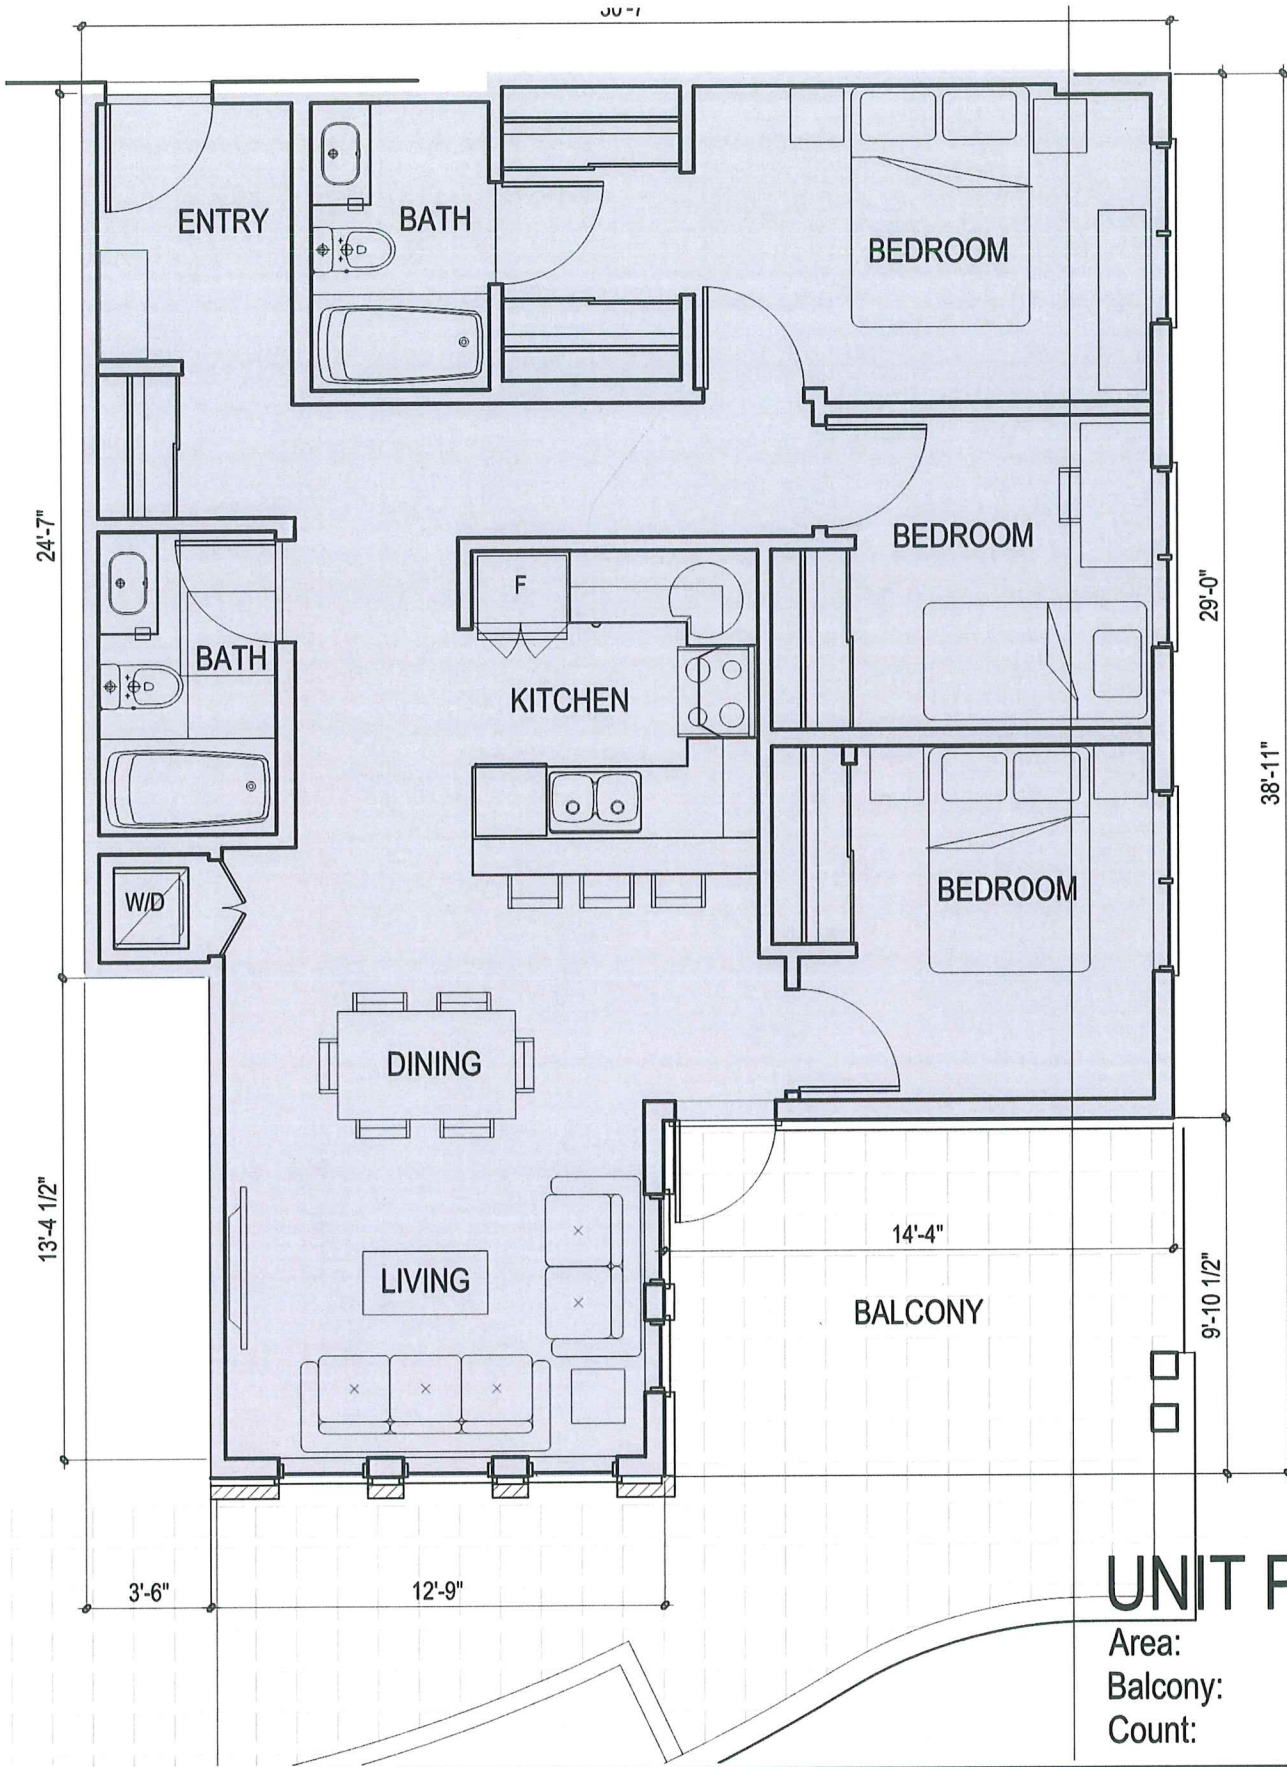 ENTRY
BATH
BEDROOM
24'-7"
BEDROOM
F
29'-0"
BATH
KITCHEN
38'-11"
W/D
BEDROOM
DINING
13'-4 1/2"
14'-4"
LIVING
BALCONY
9'-10 1/2"
3'-6"
12'-9"
UNIT
Area:
Balcony:
Count: